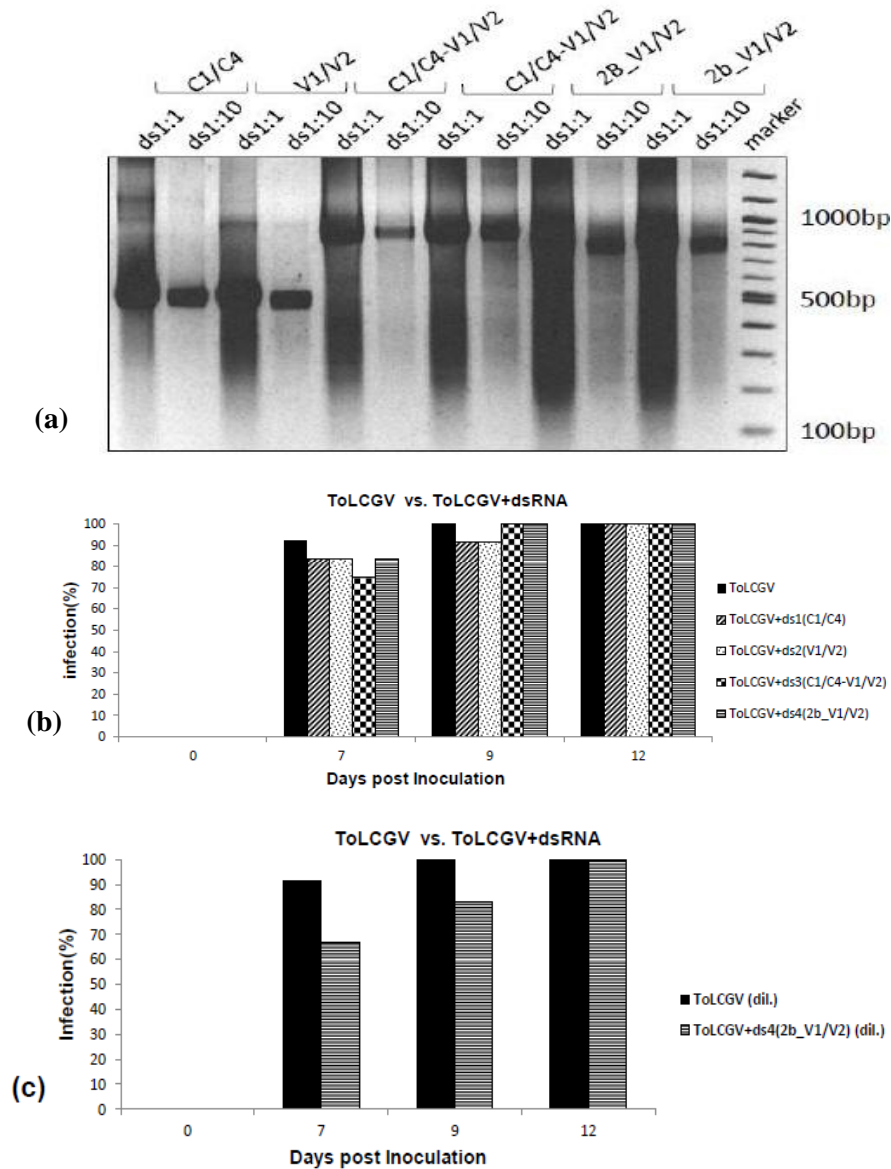 C1/C4 V1/V2 C1/C4-V1/V2 C1/C4-V1/V2 2B_V1/V2 2b_V1/V2
ds1:1 ds1:10 ds1:1 ds1:10 ds1:1 ds1:10 ds1:1 ds1:10 ds1:1 ds1:10 ds1:1 ds1:10 marker
1000bp
500bp
100bp
(a)
ToLCGV vs. ToLCGV+dsRNA
100
90
80
70
60
50
40
30
20
10
0
infection(%)
0 7 9 12
Days post Inoculation
ToLCGV
ToLCGV+ds1(C1/C4)
ToLCGV+ds2(V1/V2)
ToLCGV+ds3(C1/C4-V1/V2)
ToLCGV+ds4(2b_V1/V2)
(b)
ToLCGV vs. ToLCGV+dsRNA
100
90
80
70
60
50
40
30
20
10
0
Infection(%)
0 7 9 12
Days post Inoculation
ToLCGV (dil.)
ToLCGV+ds4(2b_V1/V2) (dil.)
(c)